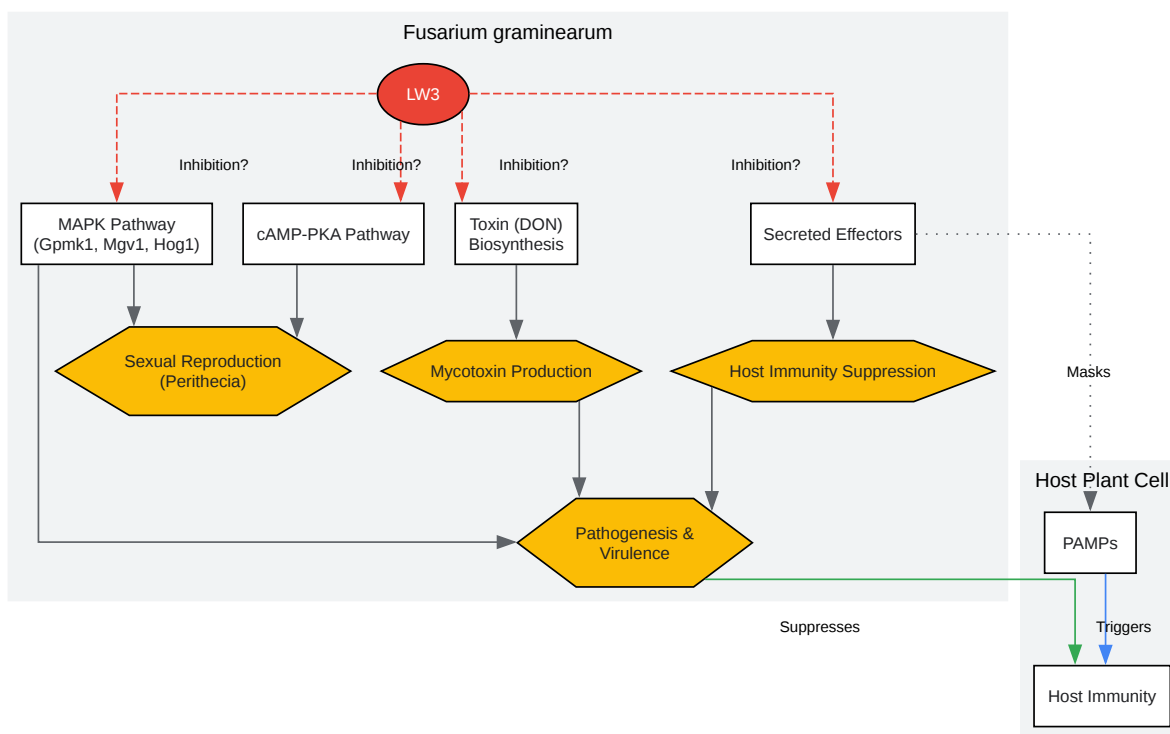 Fusarium graminearum
LW3
Inhibition?
Inhibition?
Inhibition?
Inhibition?
MAPK Pathway
(Gpmk1, Mgv1, Hog1)
cAMP-PKA Pathway
Toxin (DON)
Biosynthesis
Secreted Effectors
Sexual Reproduction
(Perithecia)
Mycotoxin Production
Host Immunity Suppression
Masks
Host Plant Cell
Pathogenesis &
Virulence
PAMPs
Suppresses
Triggers
Host Immunity